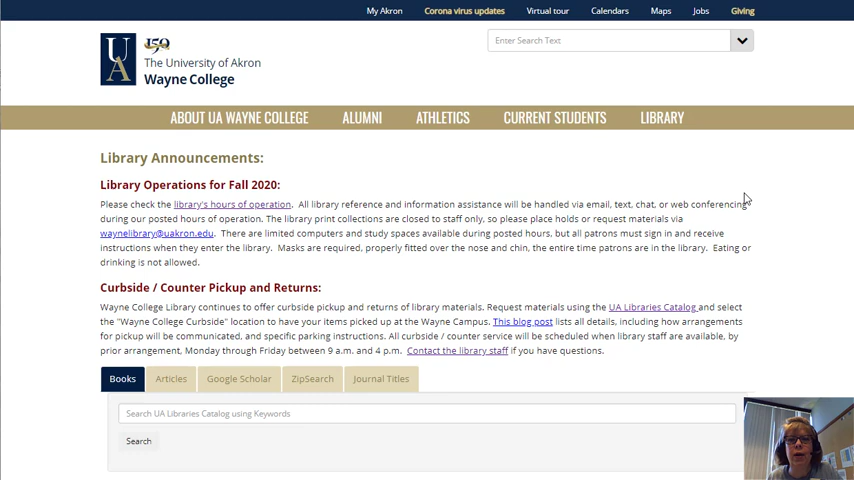 My Akron Corona virus updates Virtual tour Calendars Maps Jobs Giving
Enter Search Text
UA
150
The University of Akron
Wayne College
ABOUT UA WAYNE COLLEGE ALUMNI ATHLETICS CURRENT STUDENTS LIBRARY
Library Announcements:
Library Operations for Fall 2020:
Please check the library's hours of operation. All library reference and information assistance will be handled via email, text, chat, or web conferencing
during our posted hours of operation. The library print collections are closed to staff only, so please place holds or request materials via
waynelibrary@uakron.edu. There are limited computers and study spaces available during posted hours, but all patrons must sign in and receive
instructions when they enter the library. Masks are required, properly fitted over the nose and chin, the entire time patrons are in the library. Eating or
drinking is not allowed.
Curbside / Counter Pickup and Returns:
Wayne College Library continues to offer curbside pickup and returns of library materials. Request materials using the UA Libraries Catalog and select
the "Wayne College Curbside" location to have your items picked up at the Wayne Campus. This blog post lists all details, including how arrangements
for pickup will be communicated, and specific parking instructions. All curbside / counter service will be scheduled when library staff are available, by
prior arrangement, Monday through Friday between 9 a.m. and 4 p.m. Contact the library staff if you have questions.
Books Articles Google Scholar ZipSearch Journal Titles
Search UA Libraries Catalog using Keywords
Search